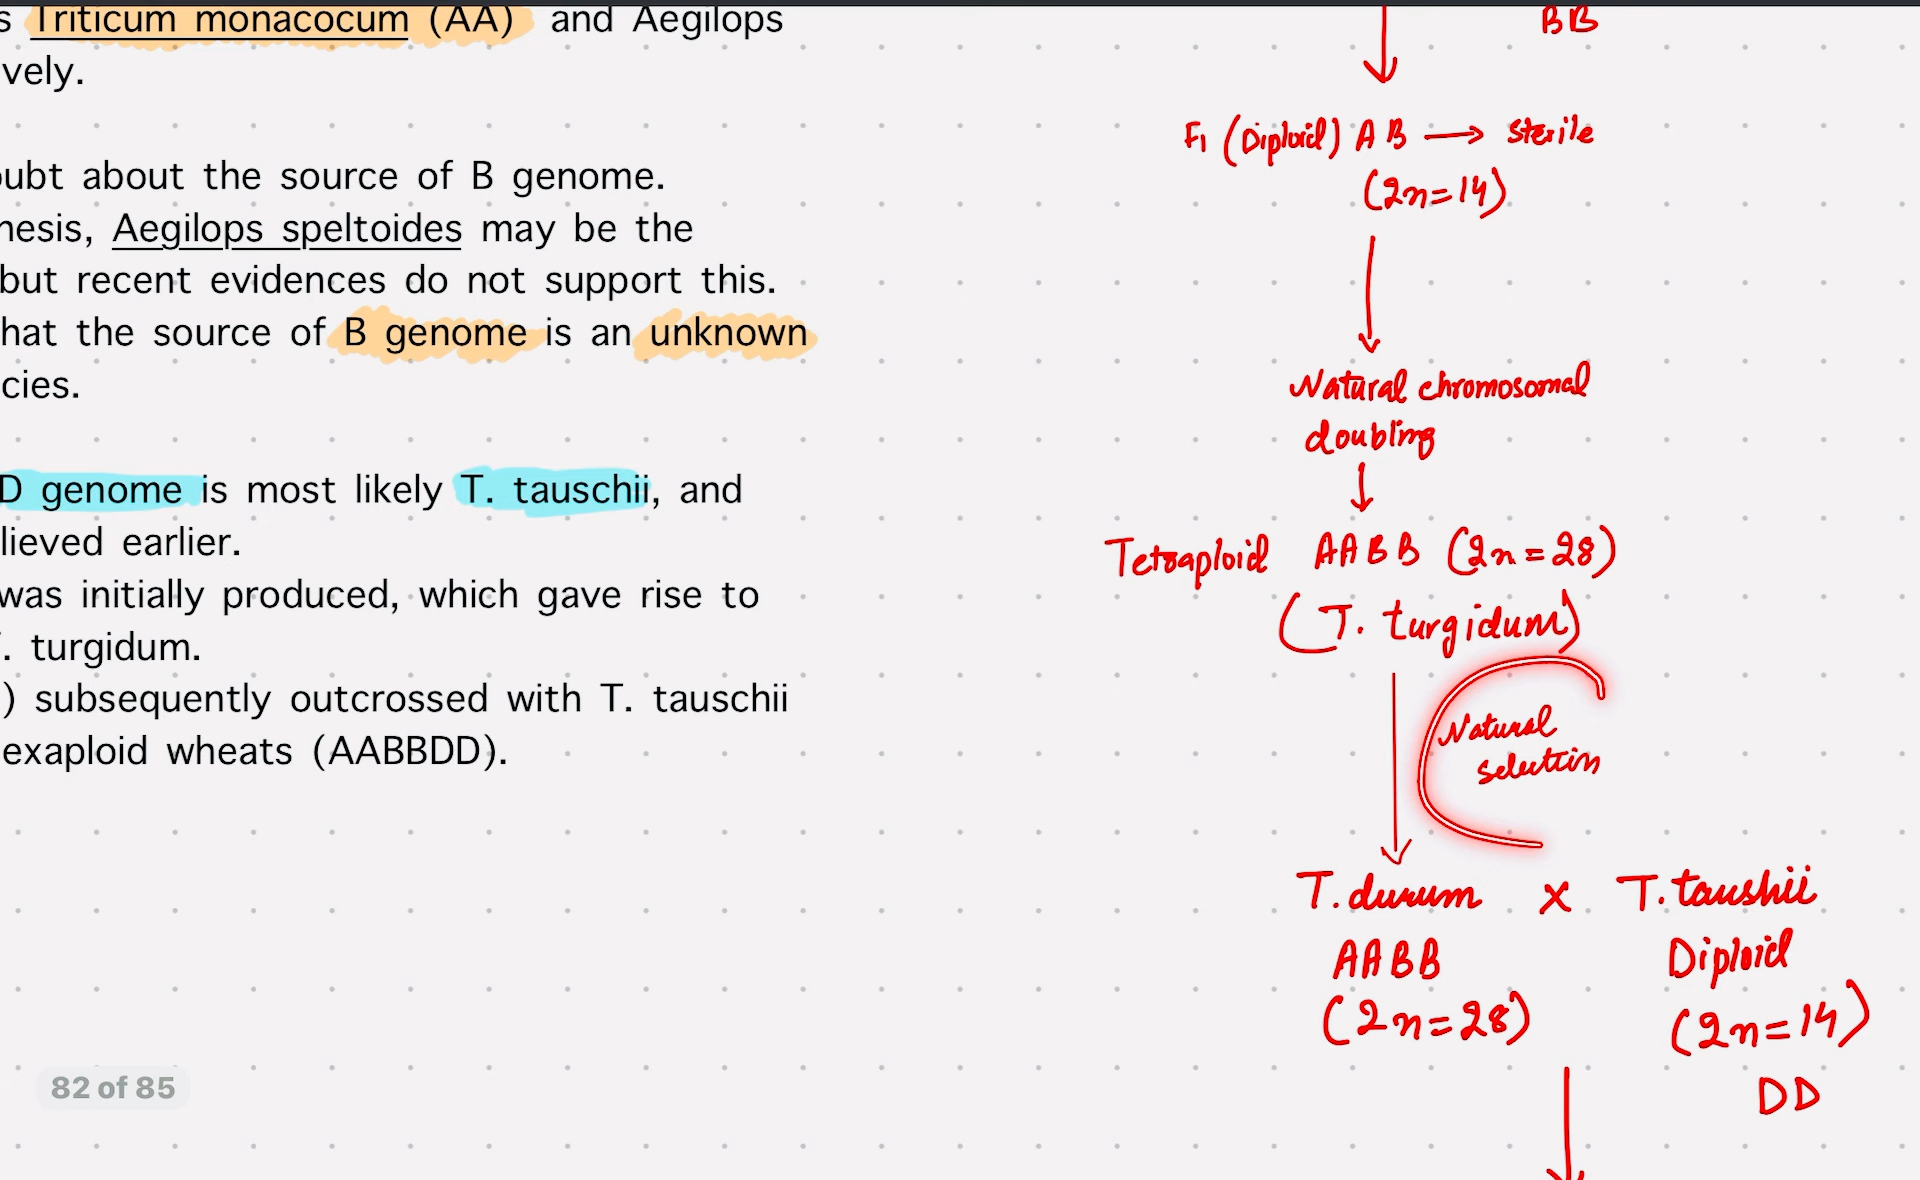 s Triticum monacocum (AA) and Aegilops
vely.
oubt about the source of B genome.
hesis, Aegilops speltoides may be the
but recent evidences do not support this.
hat the source of B genome is an unknown
cies.
D genome is most likely T. tauschii, and
lieved earlier.
was initially produced, which gave rise to
T. turgidum.
) subsequently outcrossed with T. tauschii
exaploid wheats (AABBDD).
82 of 85
BB
F1 (Diploid) AB → sterile
(2n=14)
Natural chromosomal
doubling
Tetraploid AABB (2n=28)
(T. turgidum)
Natural
selection
T. durum x T. taushii
AABB Diploid
(2n=28) (2n=14)
DD